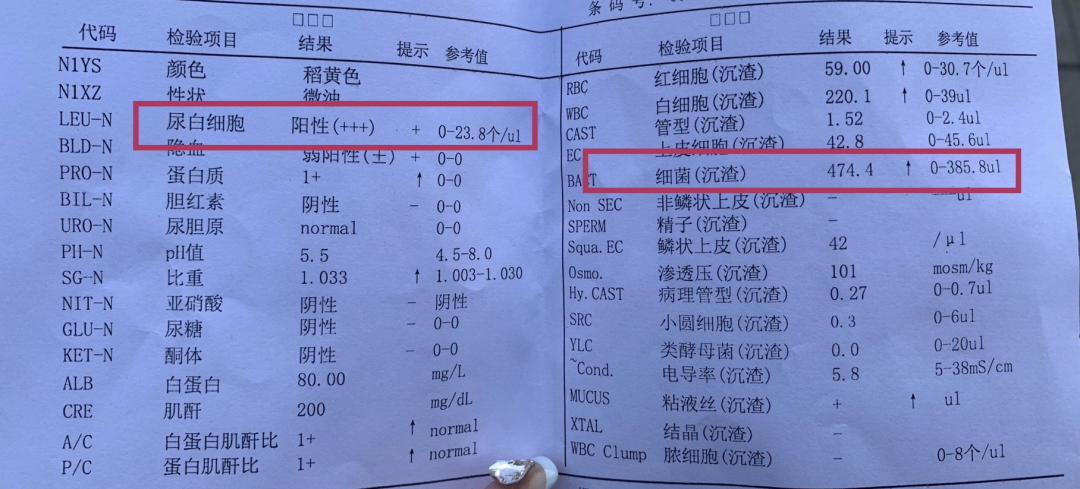 代码 检验项目 结果 提示 参考值
N1YS 颜色 稻黄色
N1XZ 性状 微浊
LEU-N 尿白细胞 阳性(+++) + 0-23.8个/ul
BLD-N 隐血 弱阳性(±) + 0-0
PRO-N 蛋白质 1+ ↑ 0-0
BIL-N 胆红素 阴性 - 0-0
URO-N 尿胆原 normal 0-0
PH-N pH值 5.5 4.5-8.0
SG-N 比重 1.033 ↑ 1.003-1.030
NIT-N 亚硝酸 阴性 - 阴性
GLU-N 尿糖 阴性 - 0-0
KET-N 酮体 阴性 - 0-0
ALB 白蛋白 80.00 mg/L
CRE 肌酐 200 mg/dL
A/C 白蛋白肌酐比 1+ ↑ normal
P/C 蛋白肌酐比 1+ ↑ normal
条码号:
代码 检验项目 结果 提示 参考值
RBC 红细胞(沉渣) 59.00 ↑ 0-30.7个/ul
WBC 白细胞(沉渣) 220.1 ↑ 0-39ul
CAST 管型(沉渣) 1.52 0-2.4ul
EC 上皮细胞(沉渣) 42.8 0-45.6ul
BACT 细菌(沉渣) 474.4 ↑ 0-385.8ul
Non SEC 非鳞状上皮(沉渣) - ul
SPERM 精子(沉渣) -
Squa.EC 鳞状上皮(沉渣) 42 /μl
Osmo. 渗透压(沉渣) 101 mosm/kg
Hy.CAST 病理管型(沉渣) 0.27 0-0.7ul
SRC 小圆细胞(沉渣) 0.3 0-6ul
YLC 类酵母菌(沉渣) 0.0 0-20ul
~Cond. 电导率(沉渣) 5.8 5-38mS/cm
MUCUS 粘液丝(沉渣) + ↑ ul
XTAL 结晶(沉渣) -
WBC Clump 脓细胞(沉渣) - 0-8个/ul